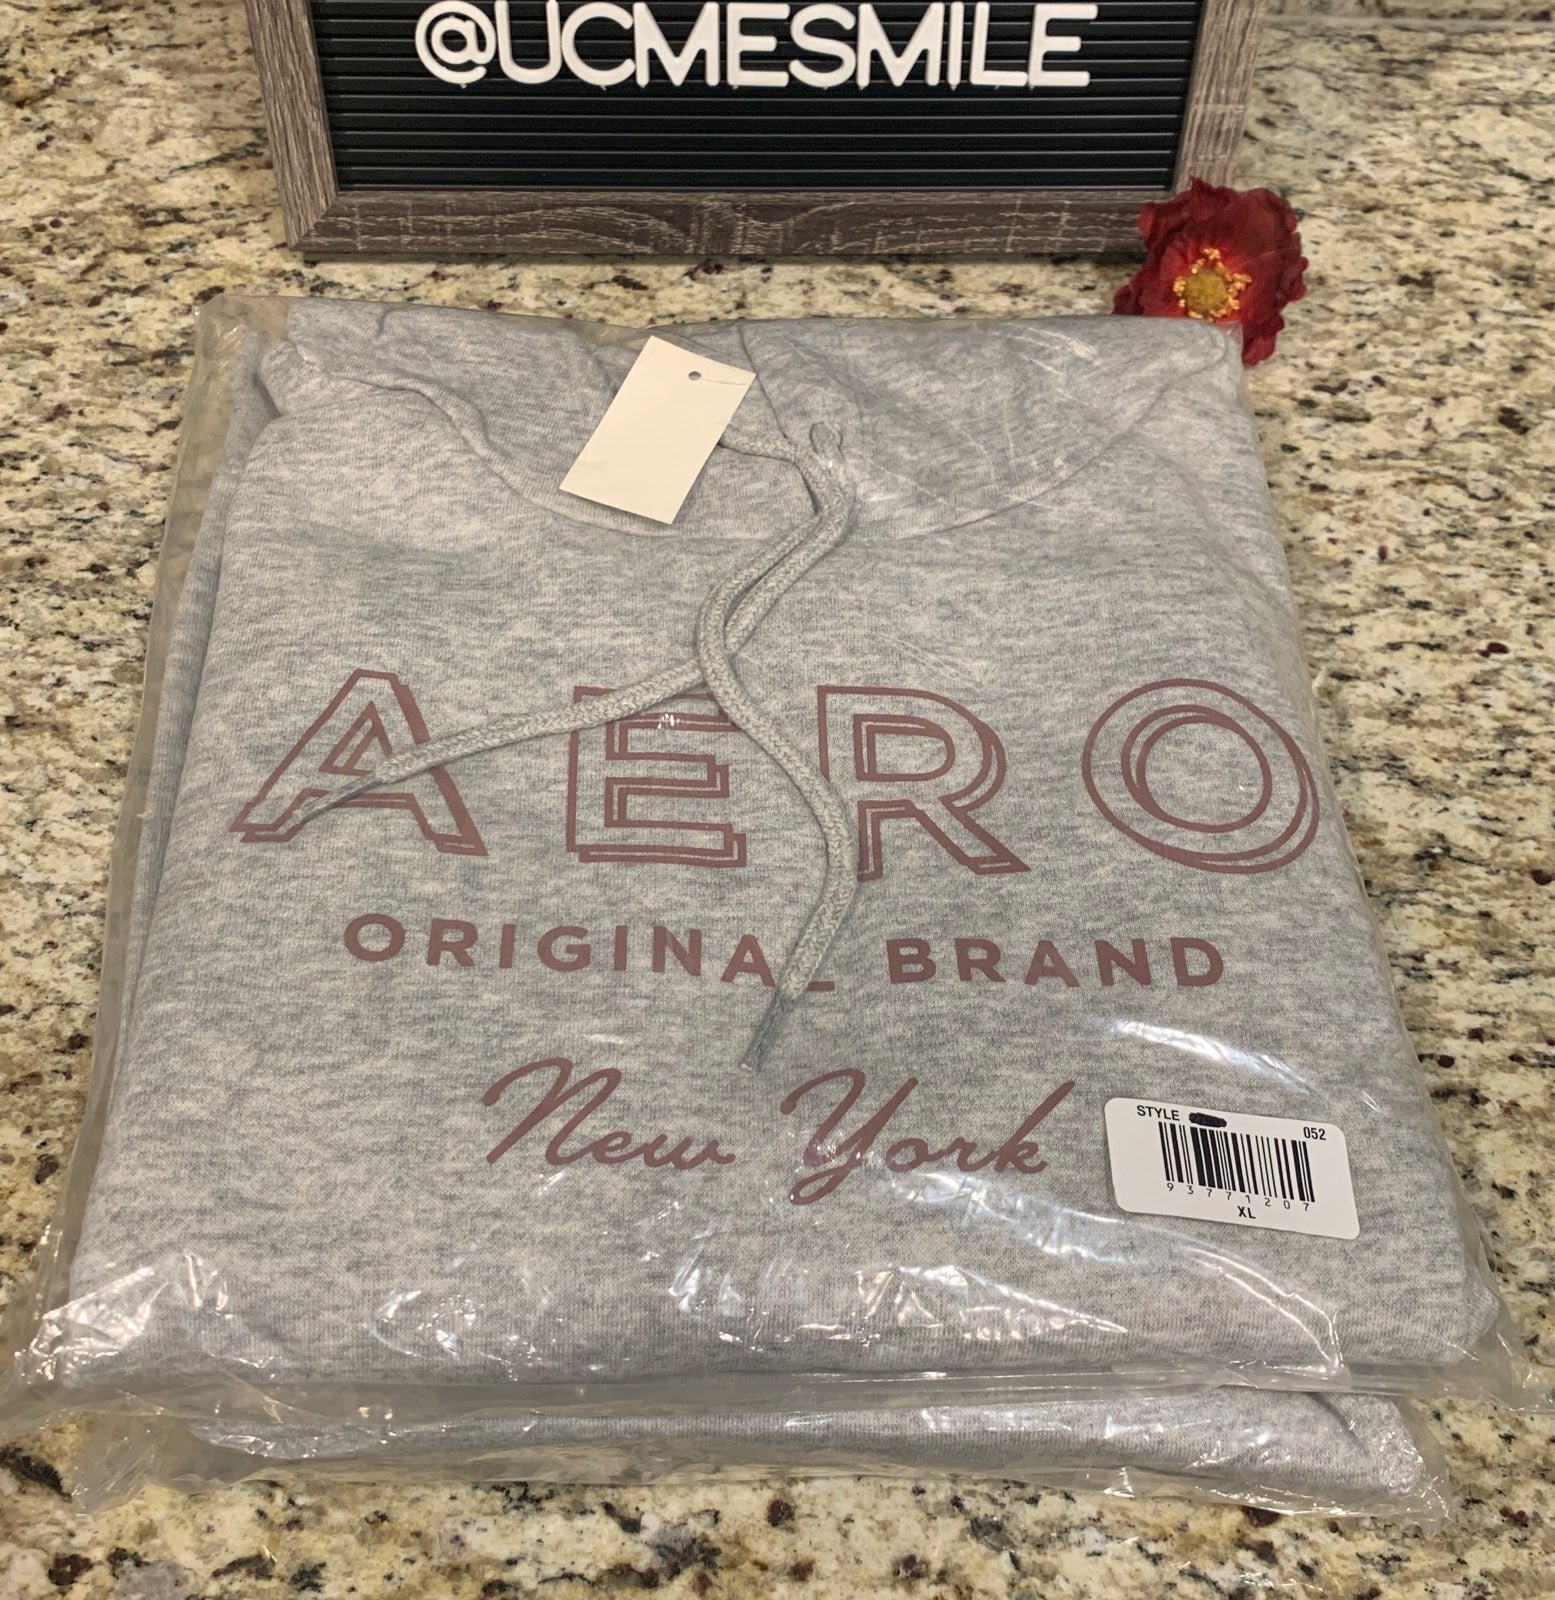 @UCMESMILE
AERO
ORIGINAL BRAND
New York
STYLE 052
93771207
XL